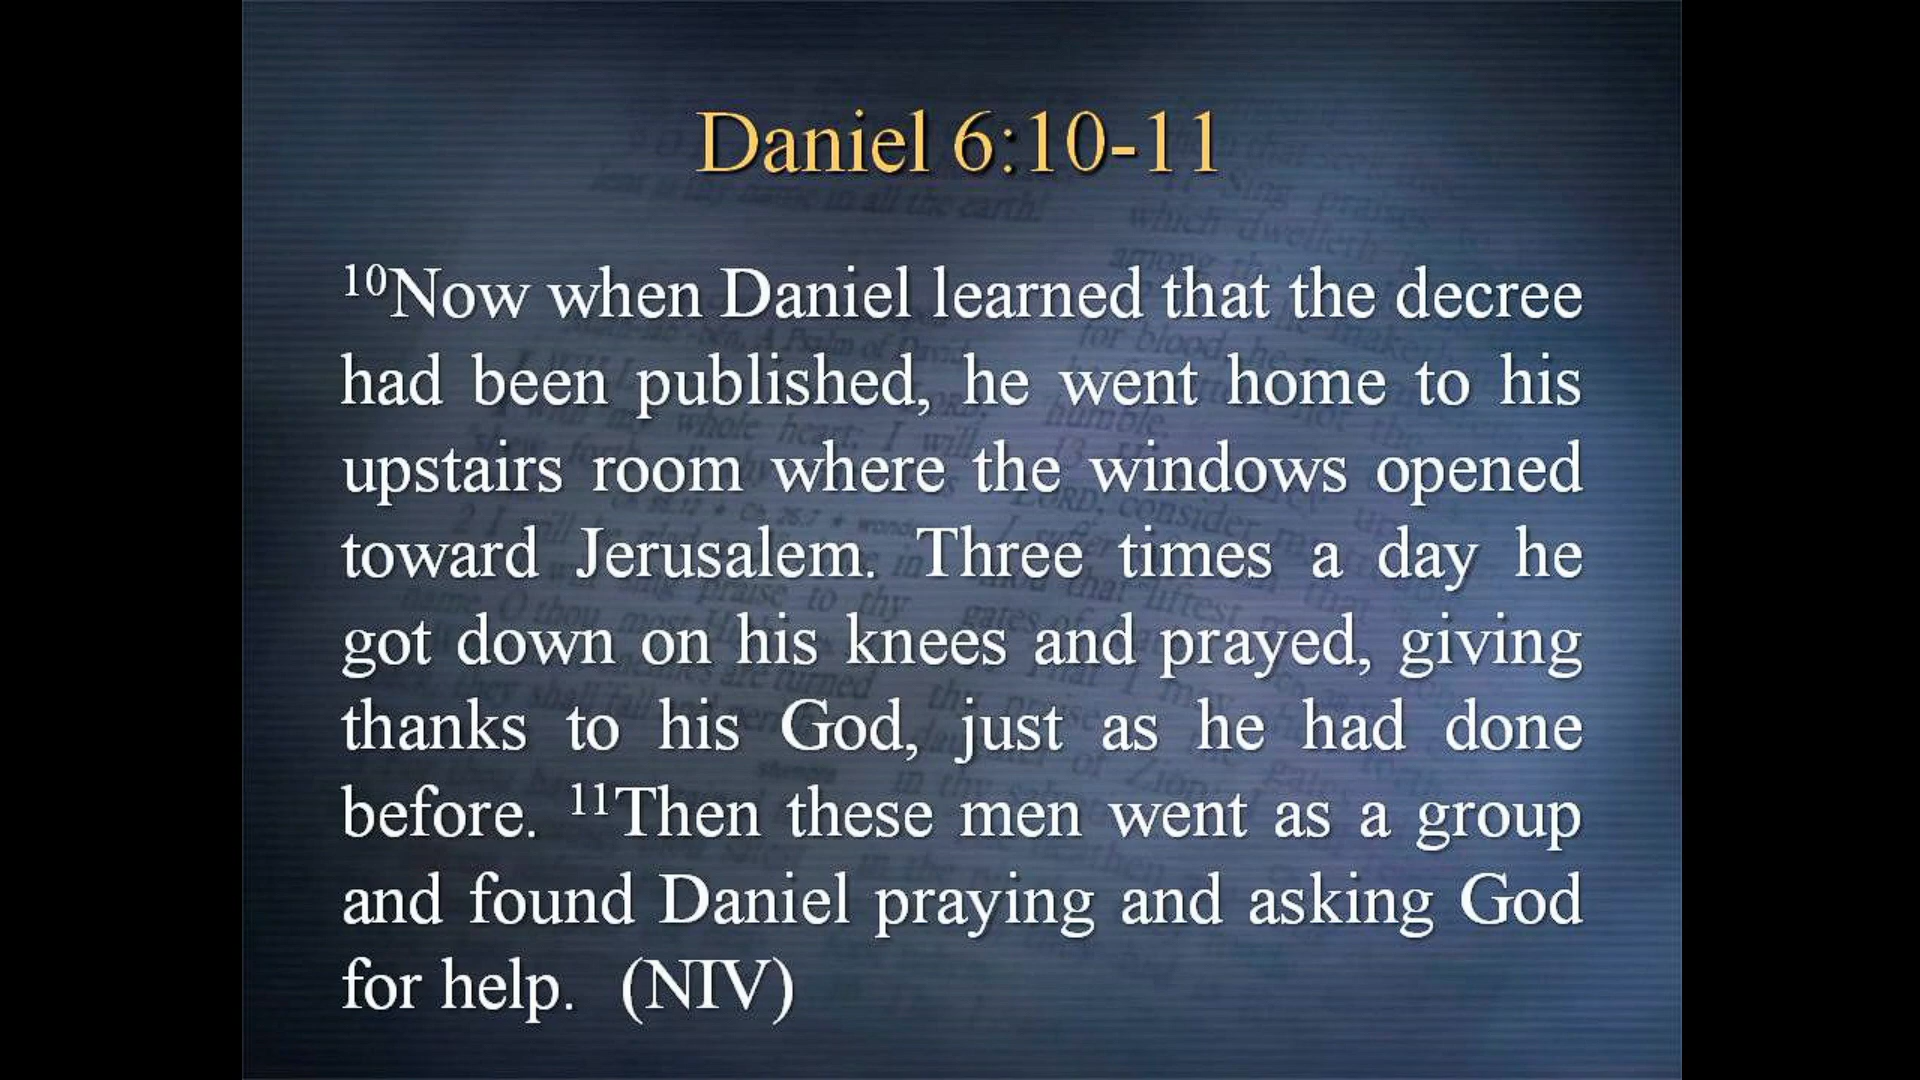 Daniel 6:10-11
10Now when Daniel learned that the decree
had been published, he went home to his
upstairs room where the windows opened
toward Jerusalem. Three times a day he
got down on his knees and prayed, giving
thanks to his God, just as he had done
before. 11Then these men went as a group
and found Daniel praying and asking God
for help. (NIV)